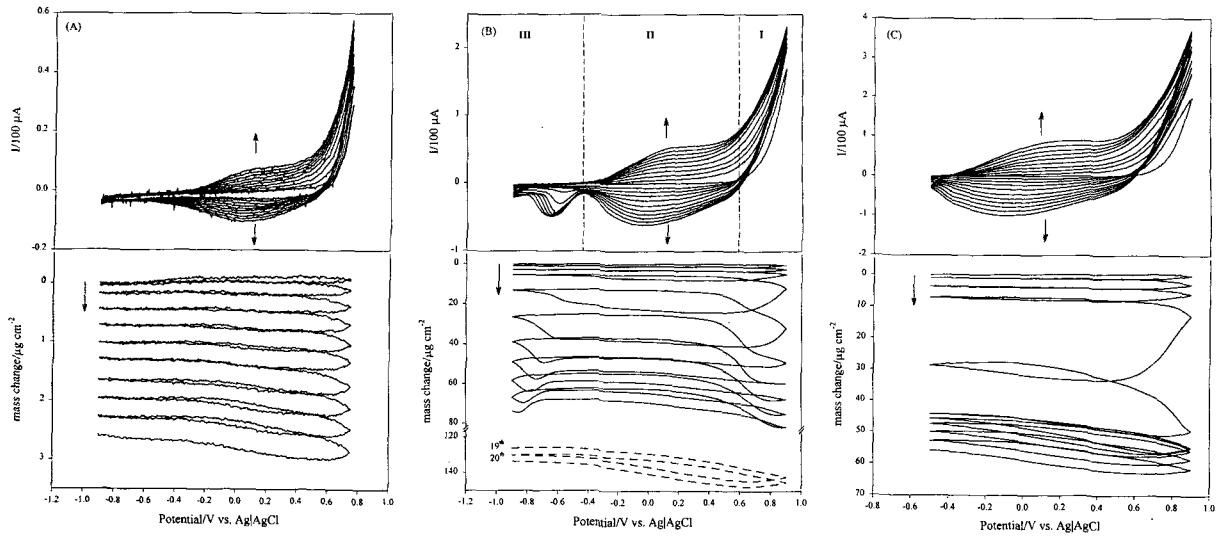 (A)
0.6
0.4
0.2
0.0
-0.2
I/100 μA
0
1
2
3
mass change/μg cm⁻²
-1.2 -1.0 -0.8 -0.6 -0.4 -0.2 0.0 0.2 0.4 0.6 0.8 1.0
Potential/V vs. Ag|AgCl
(B)
III II I
2
1
0
-1
I/100 μA
0
20
40
60
80
120
140
19th
20th
mass change/μg cm⁻²
-1.2 -1.0 -0.8 -0.6 -0.4 -0.2 0.0 0.2 0.4 0.6 0.8 1.0
Potential/V vs. Ag|AgCl
(C)
4
3
2
1
0
-1
-2
I/100 μA
0
10
20
30
40
50
60
70
mass change/μg cm⁻²
-0.8 -0.6 -0.4 -0.2 0.0 0.2 0.4 0.6 0.8 1.0
Potential/V vs. Ag|AgCl